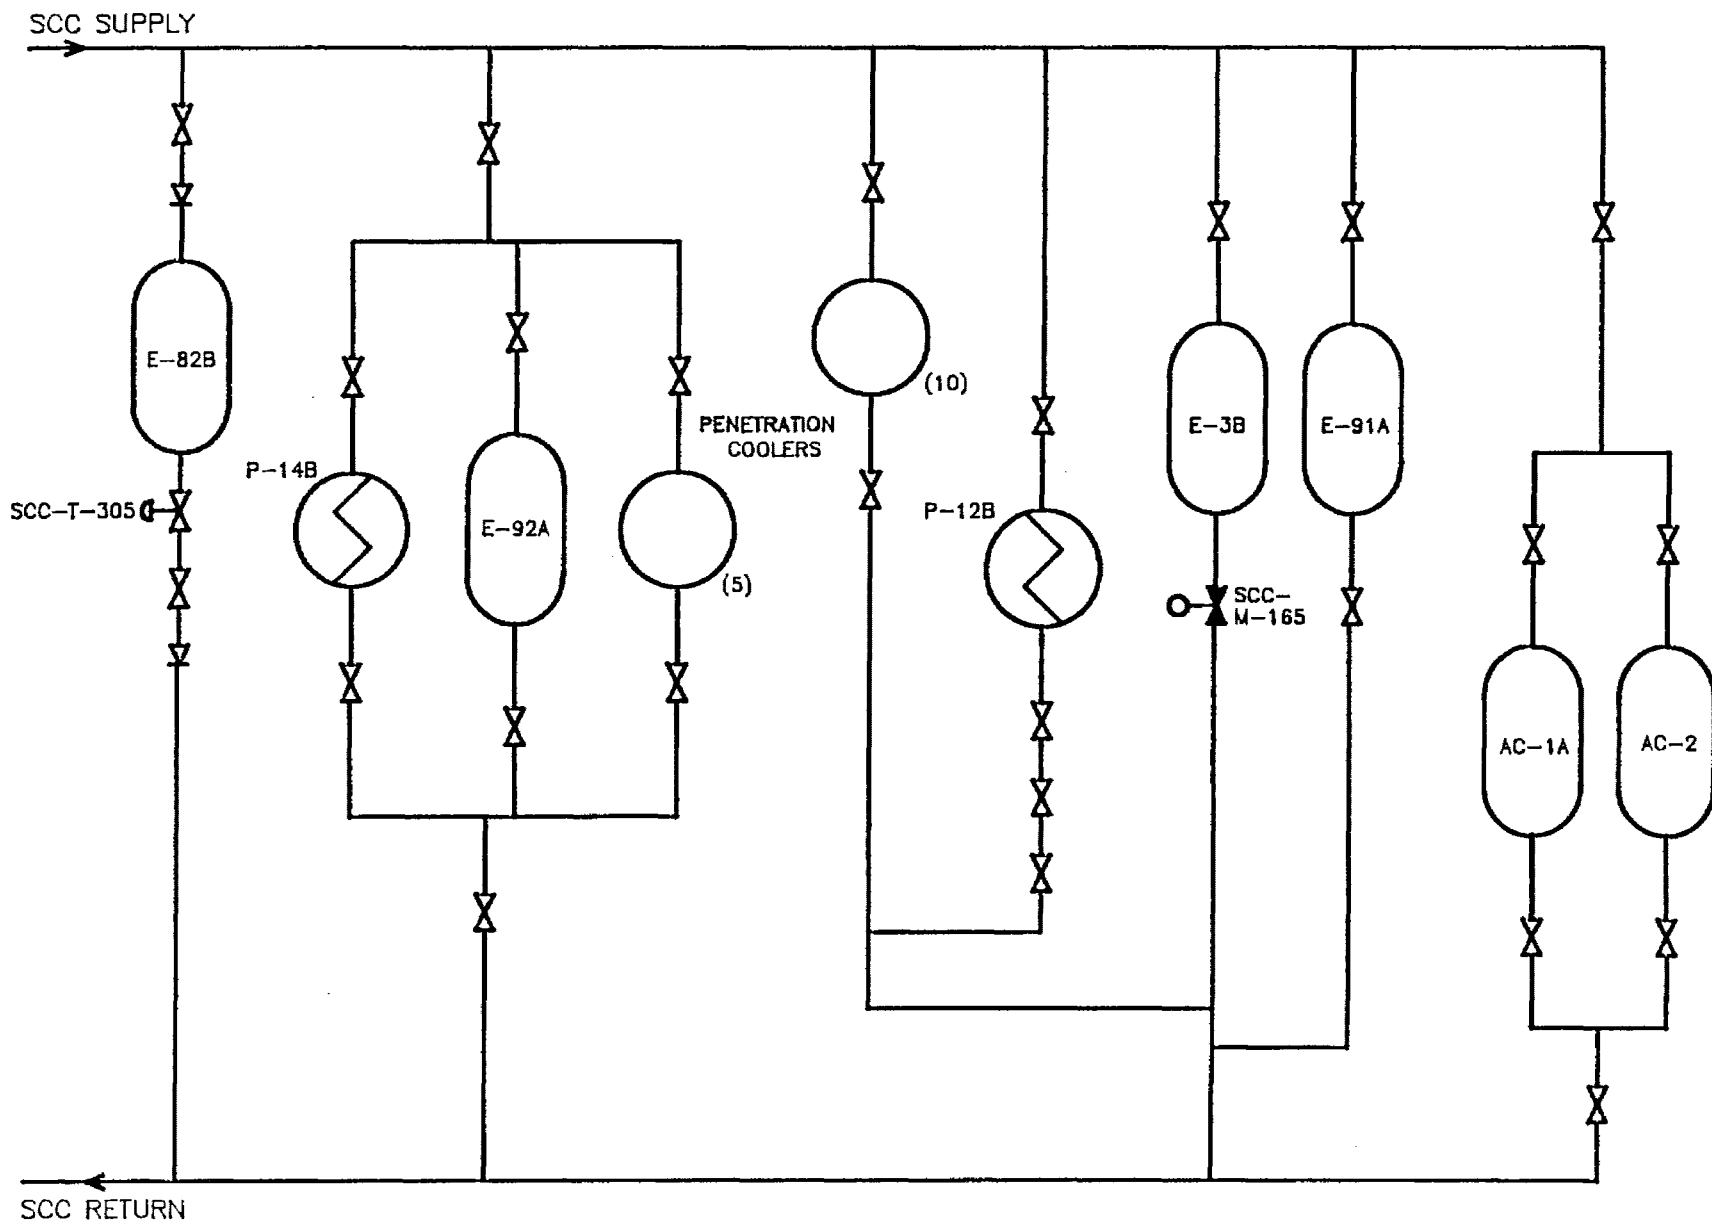 SCC SUPPLY
E-82B
(10)
PENETRATION
COOLERS
E-3B
E-91A
P-14B
SCC-T-305
E-92A
P-12B
(5)
SCC-
M-165
AC-1A
AC-2
SCC RETURN